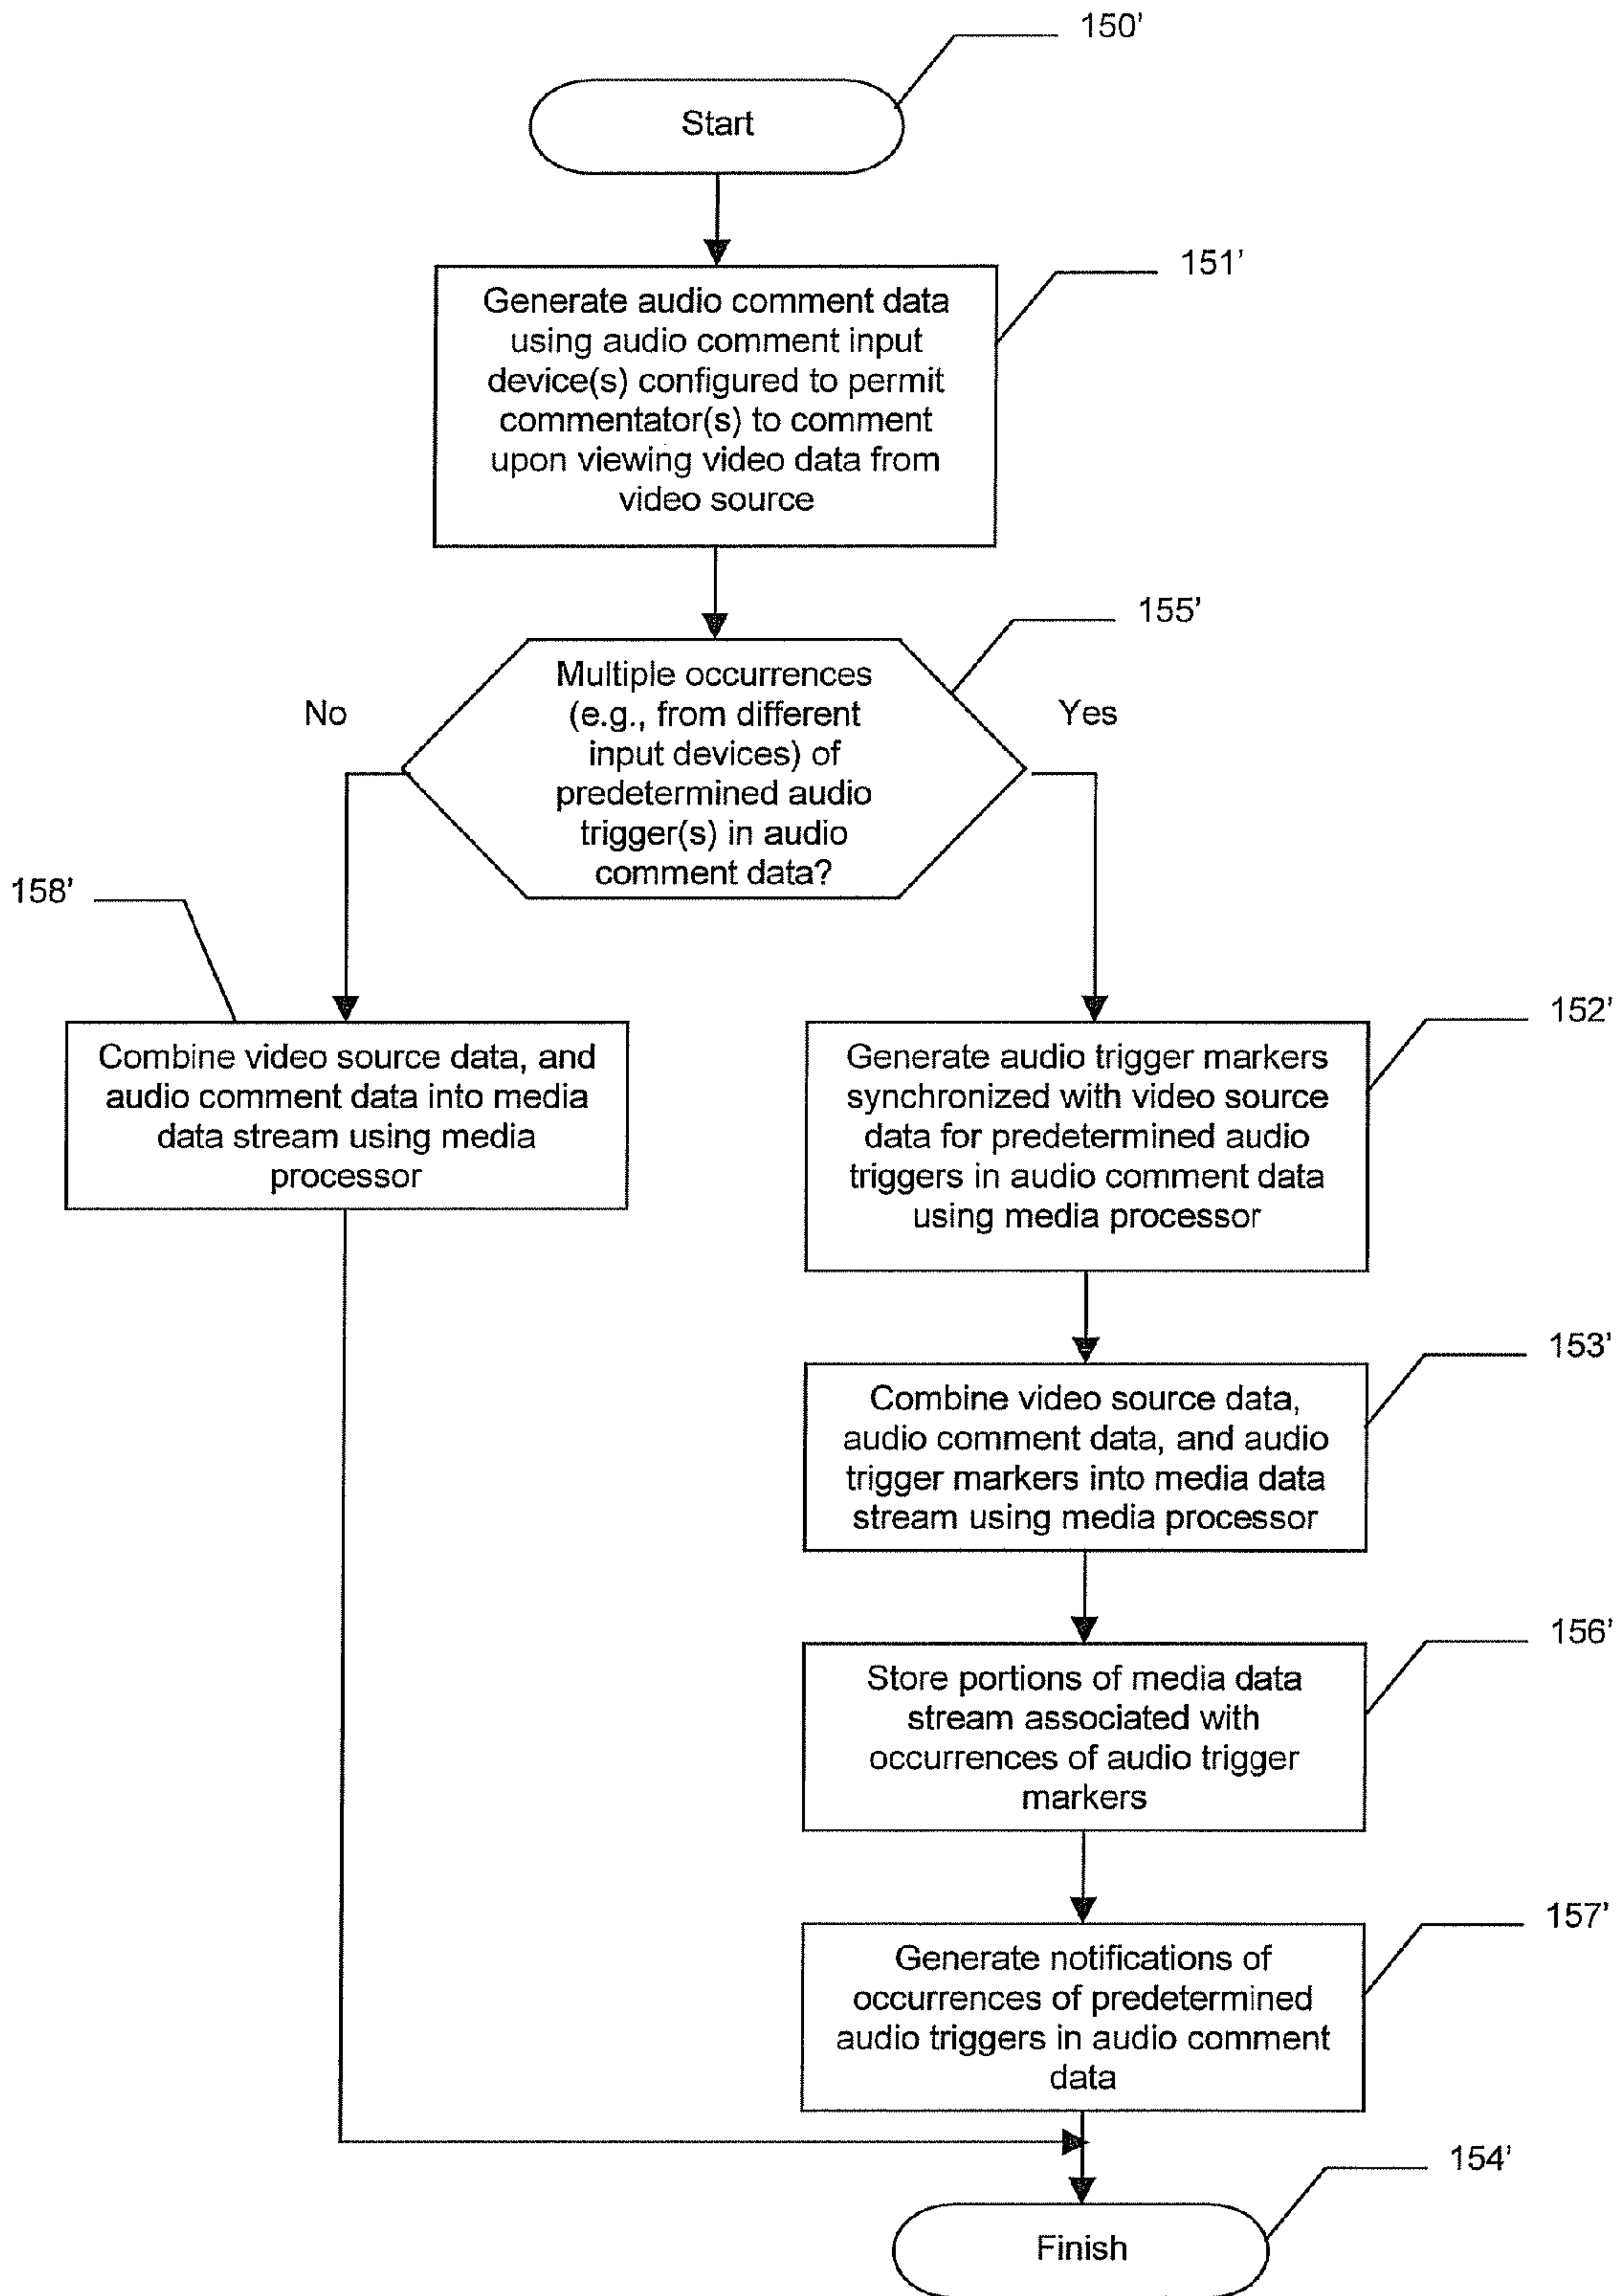 150’
Start
151’
Generate audio comment data
using audio comment input
device(s) configured to permit
commentator(s) to comment
upon viewing video data from
video source
155’
Multiple occurrences
(e.g., from different
input devices) of
predetermined audio
trigger(s) in audio
comment data?
No
Yes
158’
Combine video source data, and
audio comment data into media
data stream using media
processor
152’
Generate audio trigger markers
synchronized with video source
data for predetermined audio
triggers in audio comment data
using media processor
153’
Combine video source data,
audio comment data, and audio
trigger markers into media data
stream using media processor
156’
Store portions of media data
stream associated with
occurrences of audio trigger
markers
157’
Generate notifications of
occurrences of predetermined
audio triggers in audio comment
data
154’
Finish